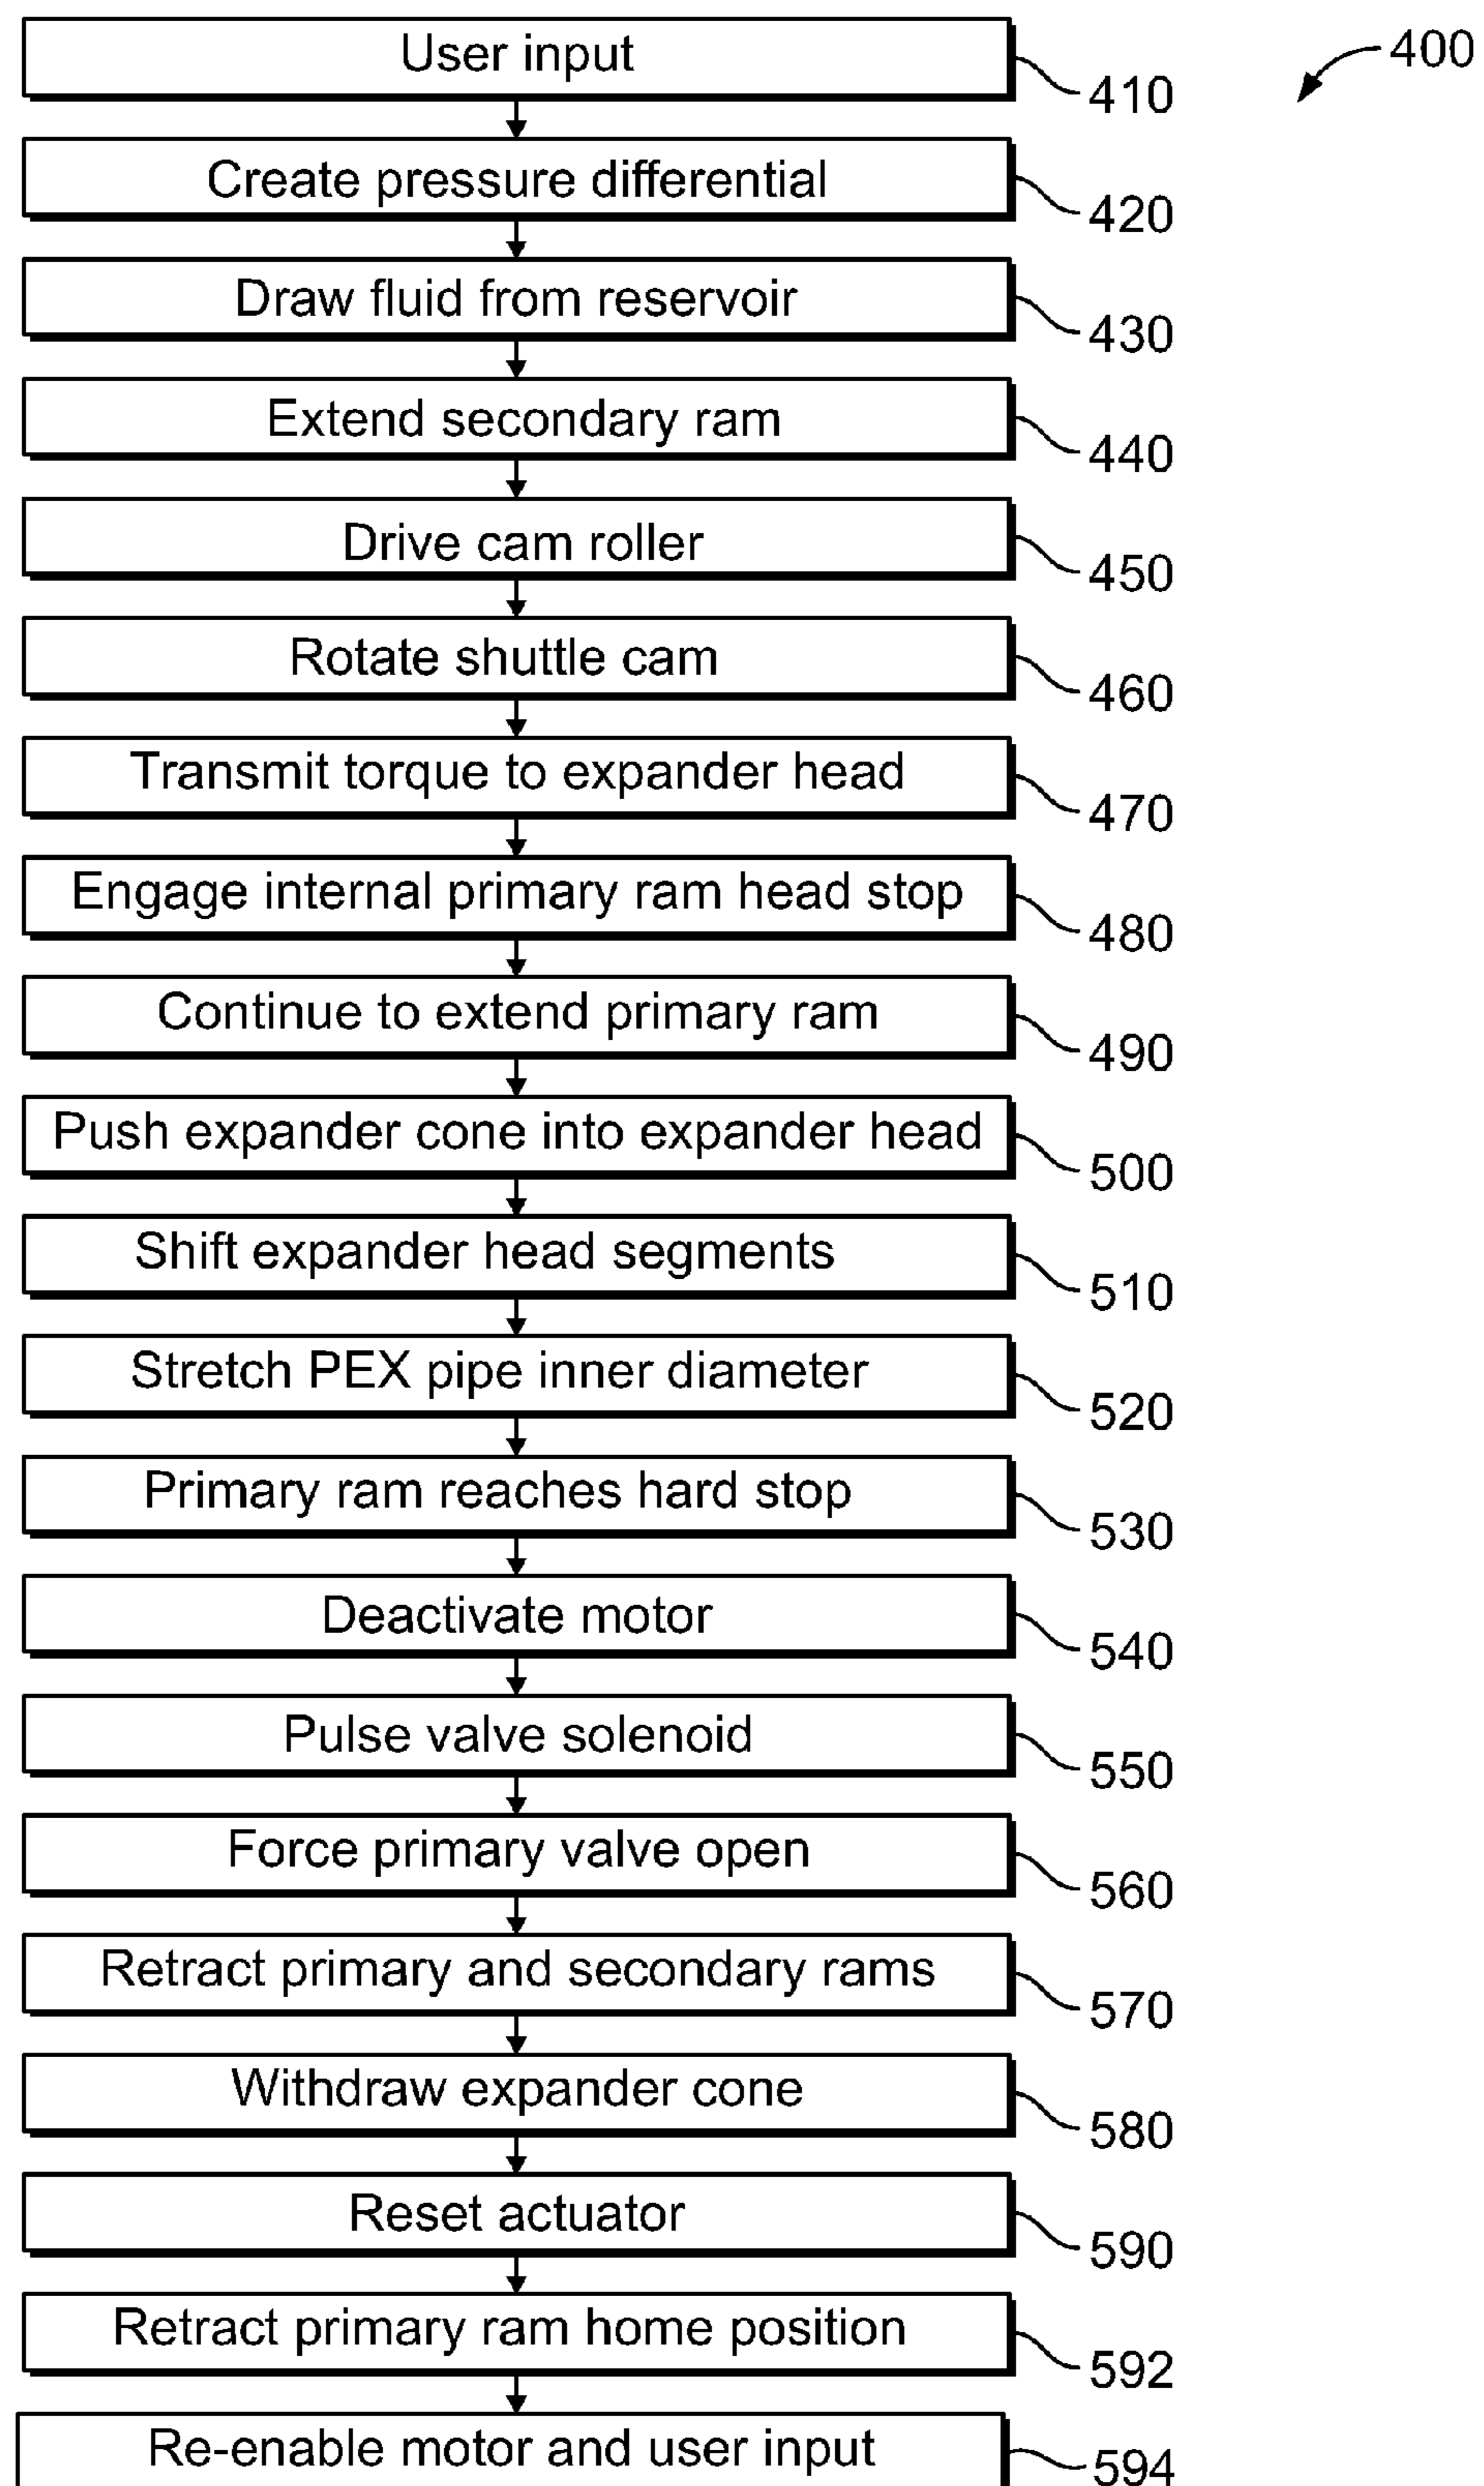 400
User input
410
Create pressure differential
420
Draw fluid from reservoir
430
Extend secondary ram
440
Drive cam roller
450
Rotate shuttle cam
460
Transmit torque to expander head
470
Engage internal primary ram head stop
480
Continue to extend primary ram
490
Push expander cone into expander head
500
Shift expander head segments
510
Stretch PEX pipe inner diameter
520
Primary ram reaches hard stop
530
Deactivate motor
540
Pulse valve solenoid
550
Force primary valve open
560
Retract primary and secondary rams
570
Withdraw expander cone
580
Reset actuator
590
Retract primary ram home position
592
Re-enable motor and user input
594